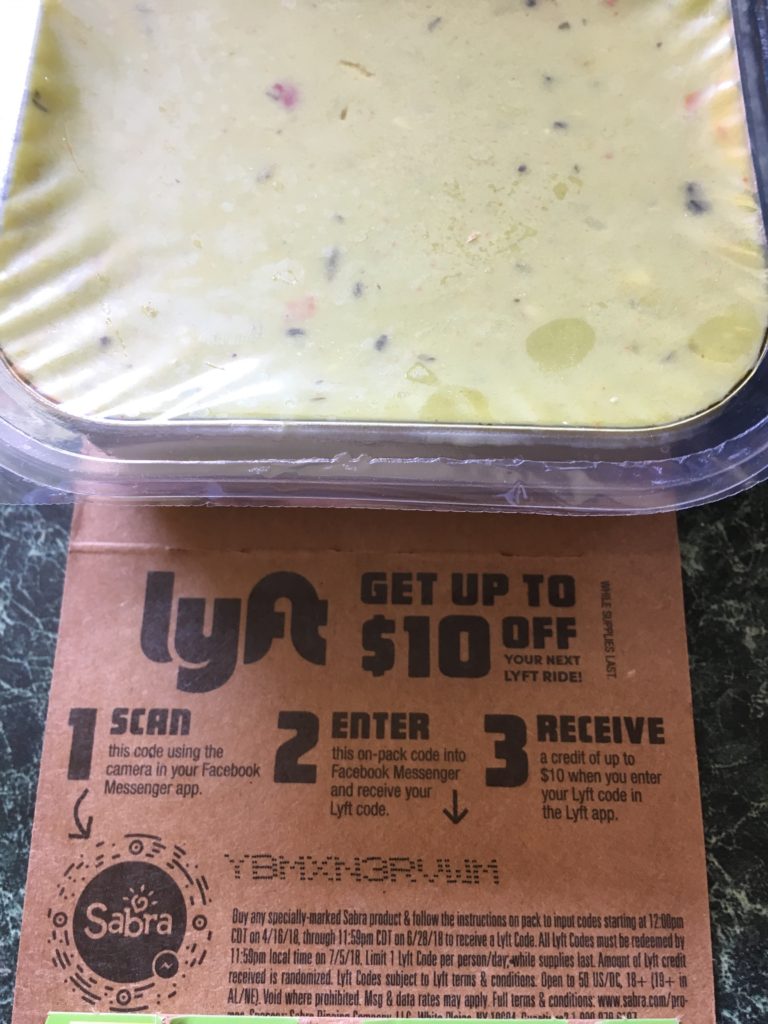 lyft
GET UP TO
$10 OFF
YOUR NEXT
LYFT RIDE!
WHILE SUPPLIES LAST.
1 SCAN
this code using the
camera in your Facebook
Messenger app.
2 ENTER
this on-pack code into
Facebook Messenger
and receive your
Lyft code.
3 RECEIVE
a credit of up to
$10 when you enter
your Lyft code in
the Lyft app.
Sabra
YBMXN3RVWM
Buy any specially-marked Sabra product & follow the instructions on pack to input codes starting at 12:00pm
CDT on 4/16/18, through 11:59pm CDT on 6/28/18 to receive a Lyft Code. All Lyft Codes must be redeemed by
11:59pm local time on 7/5/18. Limit 1 Lyft Code per person/day, while supplies last. Amount of Lyft credit
received is randomized. Lyft Codes subject to Lyft terms & conditions. Open to 50 US/DC, 18+ (19+ in
AL/NE). Void where prohibited. Msg & data rates may apply. Full terms & conditions: www.sabra.com/pro-
Sponsor: Sabra Dipping Company, LLC, White Plains, NY